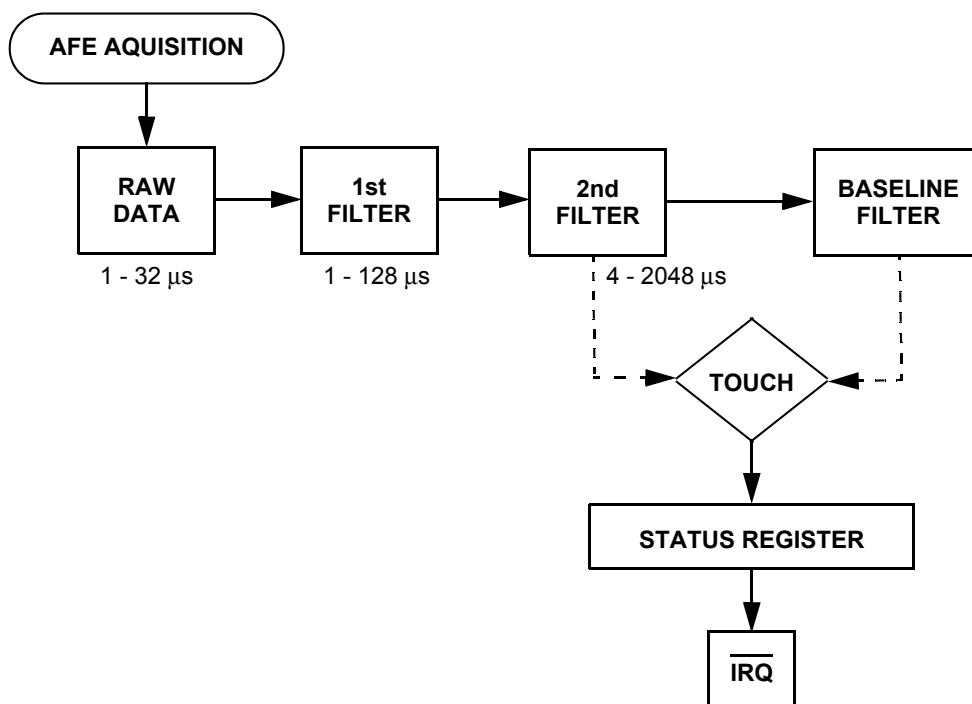 AFE AQUISITION
RAW
DATA
1st
FILTER
2nd
FILTER
BASELINE
FILTER
1 - 32 μs
1 - 128 μs
4 - 2048 μs
TOUCH
STATUS REGISTER
I̅R̅Q̅